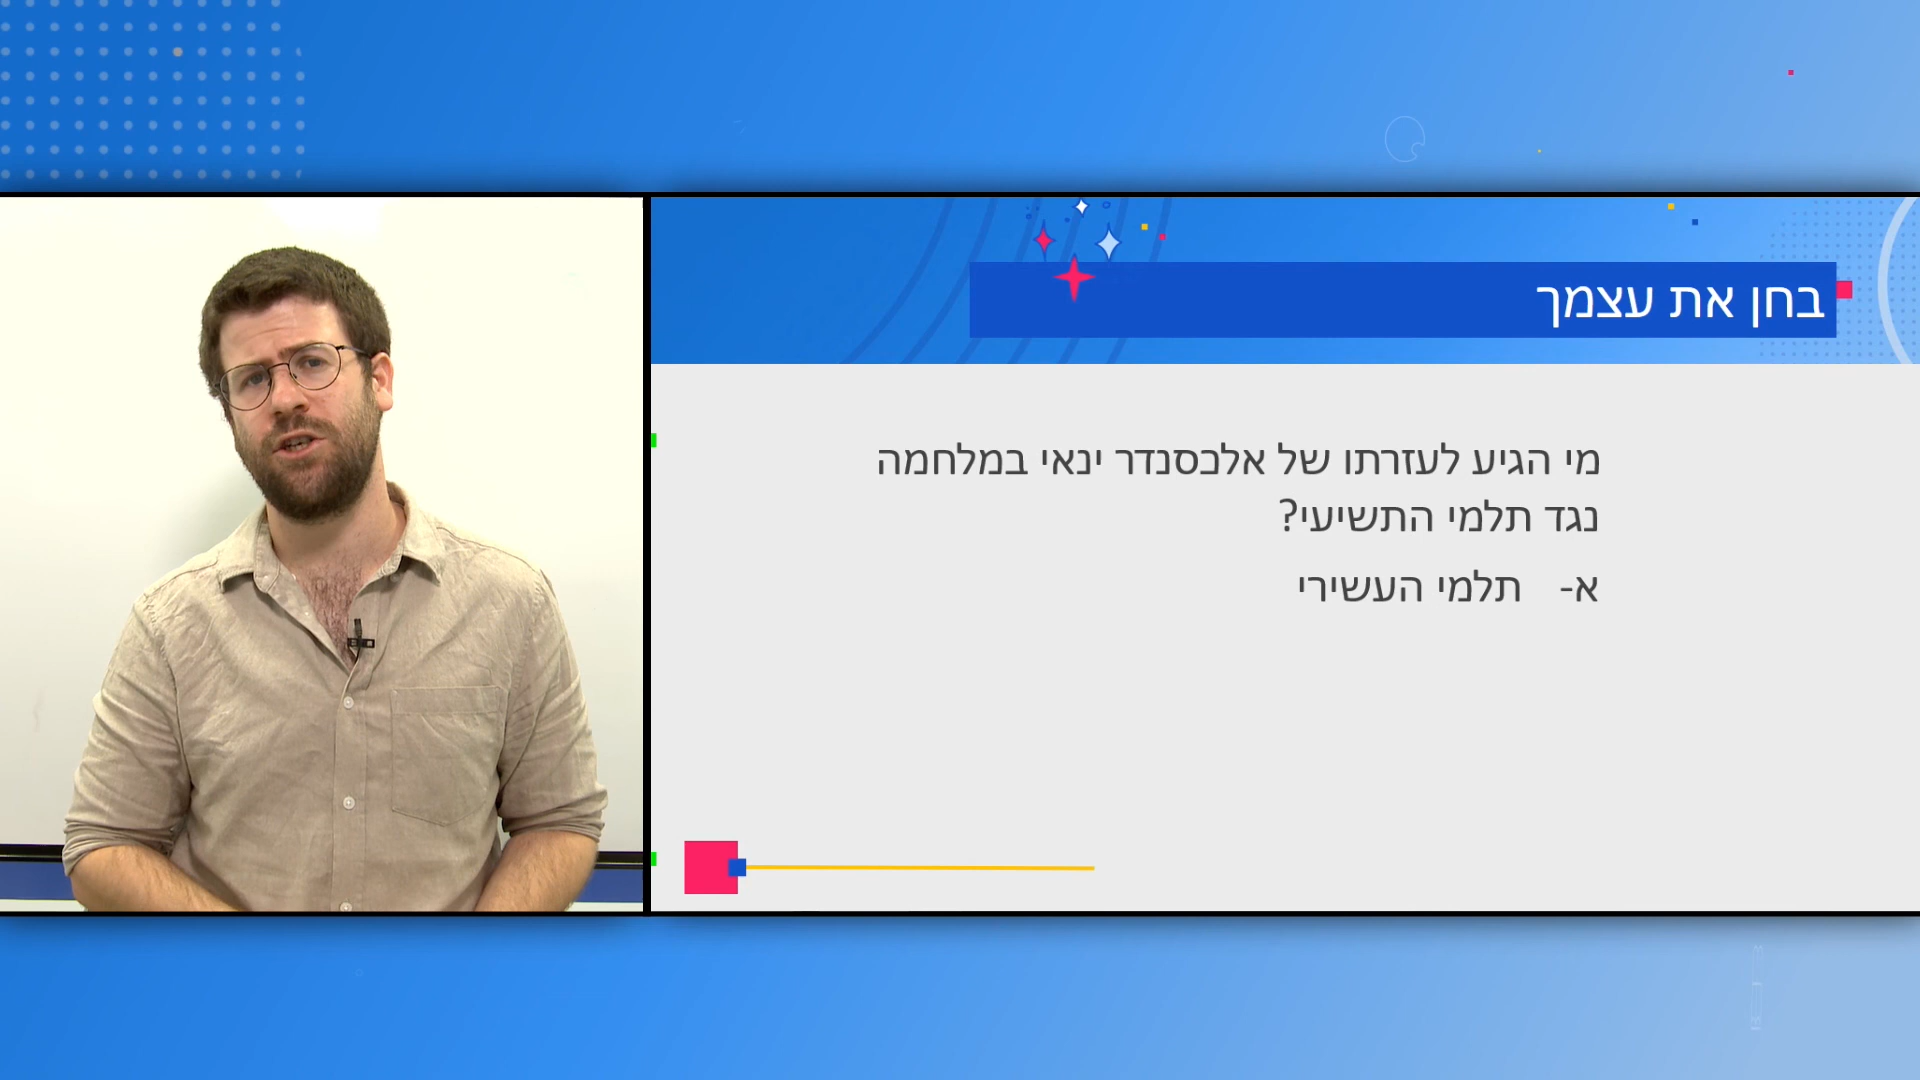 בחן את עצמך
מי הגיע לעזרתו של אלכסנדר ינאי במלחמה
נגד תלמי התשיעי?
א- תלמי העשירי